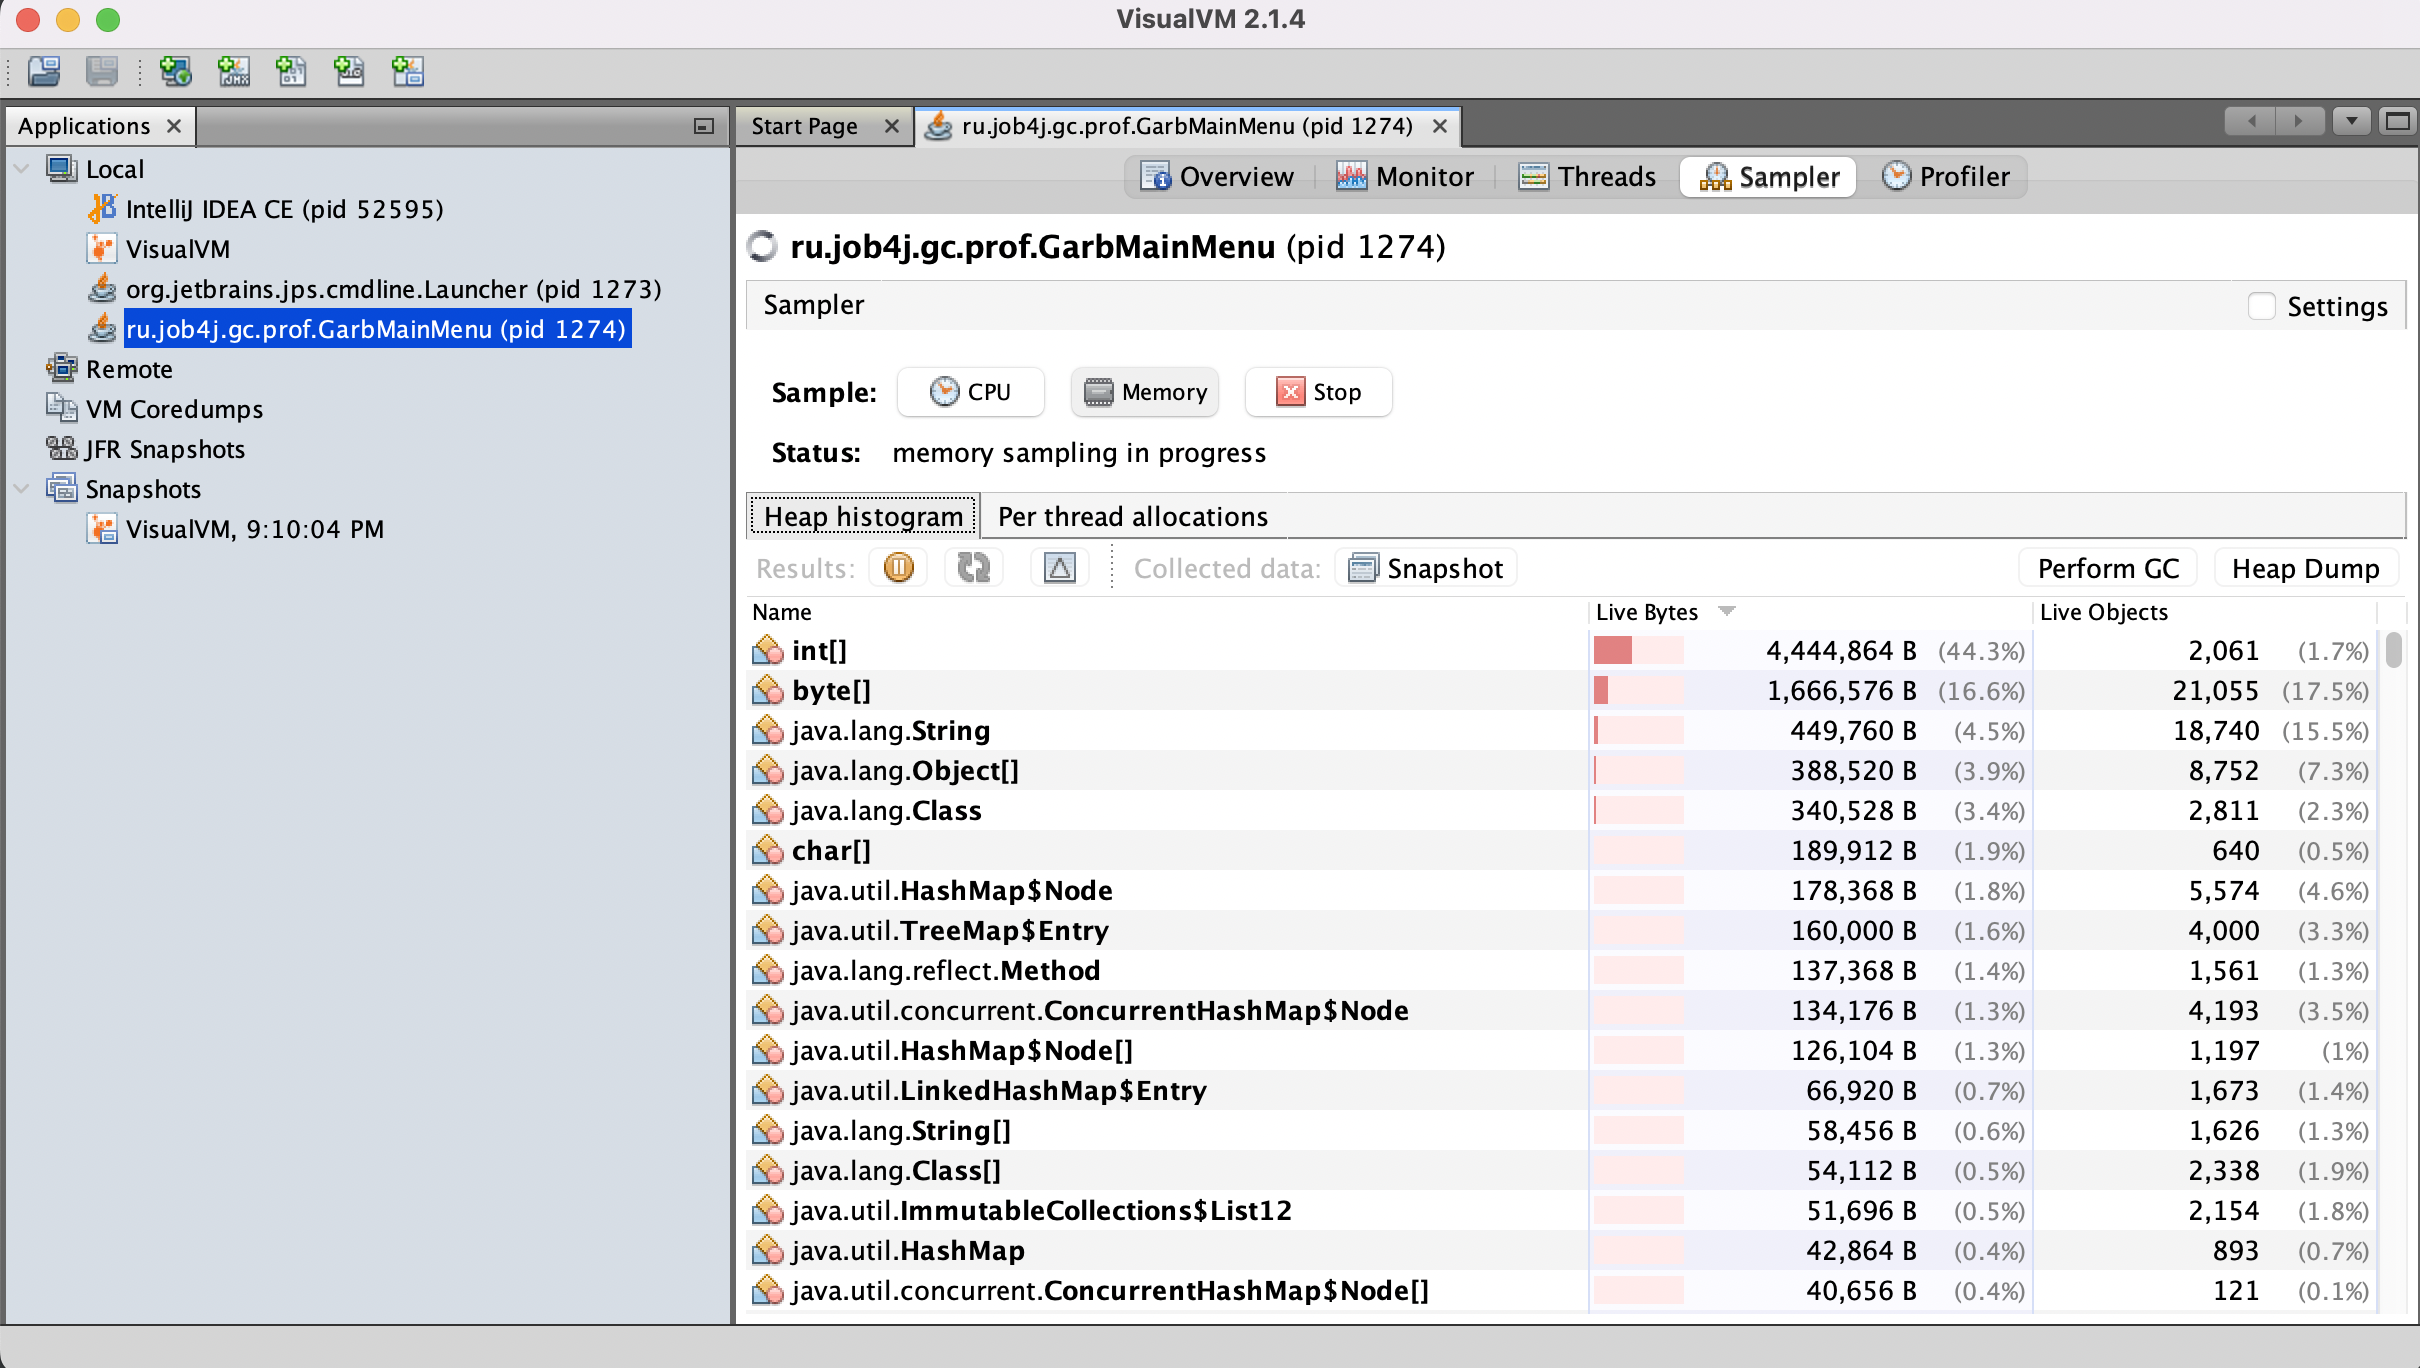 VisualVM 2.1.4
Applications
Local
IntelliJ IDEA CE (pid 52595)
VisualVM
org.jetbrains.jps.cmdline.Launcher (pid 1273)
ru.job4j.gc.prof.GarbMainMenu (pid 1274)
Remote
VM Coredumps
JFR Snapshots
Snapshots
VisualVM, 9:10:04 PM
Start Page ru.job4j.gc.prof.GarbMainMenu (pid 1274)
Overview Monitor Threads Sampler Profiler
ru.job4j.gc.prof.GarbMainMenu (pid 1274)
Sampler Settings
Sample: CPU Memory Stop
Status: memory sampling in progress
Heap histogram Per thread allocations
Results: Collected data: Snapshot Perform GC Heap Dump
Name Live Bytes Live Objects
int[] 4,444,864 B (44.3%) 2,061 (1.7%)
byte[] 1,666,576 B (16.6%) 21,055 (17.5%)
java.lang.String 449,760 B (4.5%) 18,740 (15.5%)
java.lang.Object[] 388,520 B (3.9%) 8,752 (7.3%)
java.lang.Class 340,528 B (3.4%) 2,811 (2.3%)
char[] 189,912 B (1.9%) 640 (0.5%)
java.util.HashMap$Node 178,368 B (1.8%) 5,574 (4.6%)
java.util.TreeMap$Entry 160,000 B (1.6%) 4,000 (3.3%)
java.lang.reflect.Method 137,368 B (1.4%) 1,561 (1.3%)
java.util.concurrent.ConcurrentHashMap$Node 134,176 B (1.3%) 4,193 (3.5%)
java.util.HashMap$Node[] 126,104 B (1.3%) 1,197 (1%)
java.util.LinkedHashMap$Entry 66,920 B (0.7%) 1,673 (1.4%)
java.lang.String[] 58,456 B (0.6%) 1,626 (1.3%)
java.lang.Class[] 54,112 B (0.5%) 2,338 (1.9%)
java.util.ImmutableCollections$List12 51,696 B (0.5%) 2,154 (1.8%)
java.util.HashMap 42,864 B (0.4%) 893 (0.7%)
java.util.concurrent.ConcurrentHashMap$Node[] 40,656 B (0.4%) 121 (0.1%)